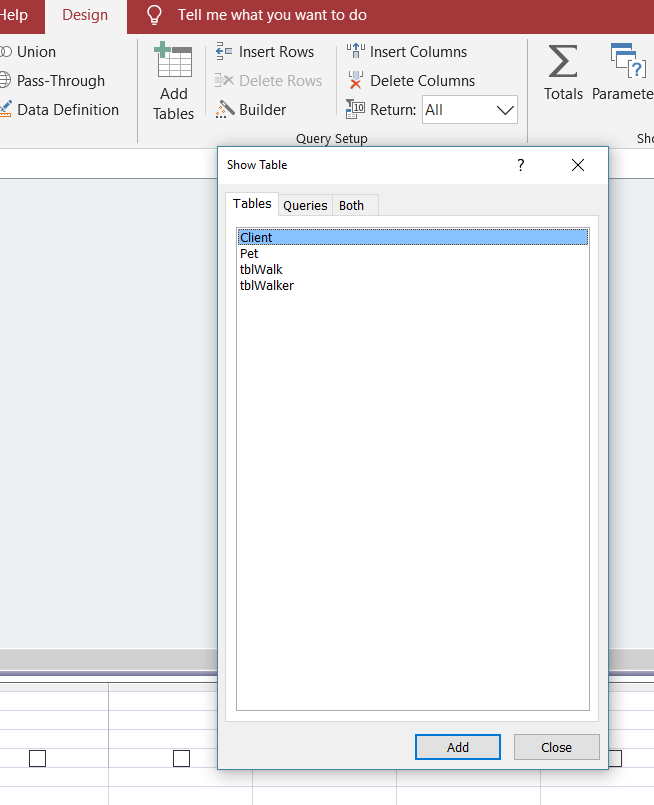 Help Design Tell me what you want to do
Union
Pass-Through
Data Definition
Add
Tables
Insert Rows
Delete Rows
Builder
Insert Columns
Delete Columns
10 Return: All
Query Setup
Totals
Paramete
Sho
Show Table ?
Tables Queries Both
Client
Pet
tblWalk
tblWalker
Add Close